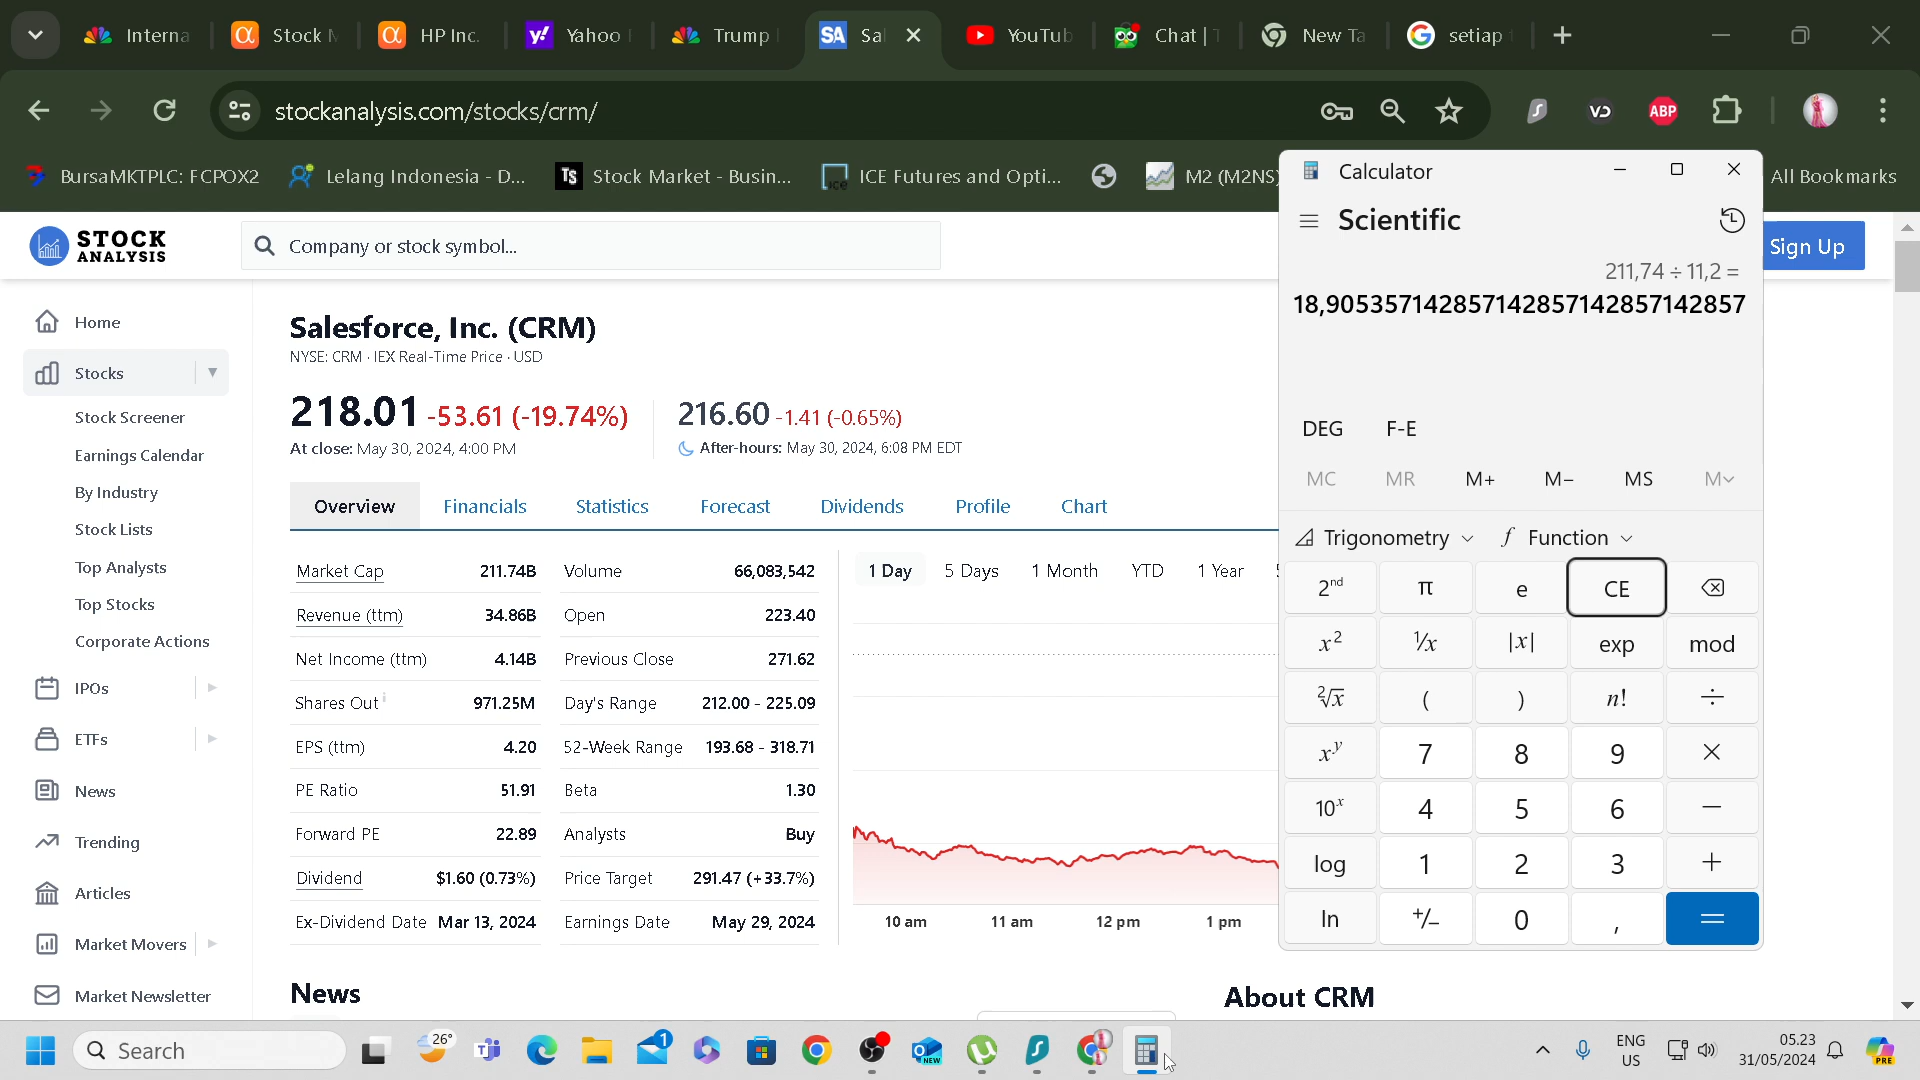 Interna
Stock M
HP Inc.
Yahoo
Trump
SA
Sal
YouTub
Chat |
New Ta
setiap
stockanalysis.com/stocks/crm/
VD
ABP
BursaMKTPLC: FCPOX2
Lelang Indonesia - D...
TS
Stock Market - Busin...
ice
ICE Futures and Opti...
M2 (M2NS)
All Bookmarks
STOCK
ANALYSIS
Company or stock symbol...
Sign Up
Home
Stocks
Stock Screener
Earnings Calendar
By Industry
Stock Lists
Top Analysts
Top Stocks
Corporate Actions
IPOs
ETFs
News
Trending
Articles
Market Movers
Market Newsletter
Salesforce, Inc. (CRM)
NYSE: CRM · IEX Real-Time Price · USD
218.01 -53.61 (-19.74%)
At close: May 30, 2024, 4:00 PM
216.60 -1.41 (-0.65%)
After-hours: May 30, 2024, 6:08 PM EDT
Overview Financials Statistics Forecast Dividends Profile Chart
Market Cap 211.74B
Revenue (ttm) 34.86B
Net Income (ttm) 4.14B
Shares Out i 971.25M
EPS (ttm) 4.20
PE Ratio 51.91
Forward PE 22.89
Dividend $1.60 (0.73%)
Ex-Dividend Date Mar 13, 2024
Volume 66,083,542
Open 223.40
Previous Close 271.62
Day's Range 212.00 - 225.09
52-Week Range 193.68 - 318.71
Beta 1.30
Analysts Buy
Price Target 291.47 (+33.7%)
Earnings Date May 29, 2024
1 Day 5 Days 1 Month YTD 1 Year
10 am 11 am 12 pm 1 pm
News
About CRM
Calculator
Scientific
211,74 ÷ 11,2 =
18,905357142857142857142857142857
DEG F-E
MC MR M+ M− MS M
Trigonometry f Function
2nd π e CE
x² ¹/x |x| exp mod
²√x ( ) n! ÷
xʸ 7 8 9 ×
10ˣ 4 5 6 −
log 1 2 3 +
ln +/− 0 , =
Search
26°
1
NEW
ENG
US
05.23
31/05/2024
PRE